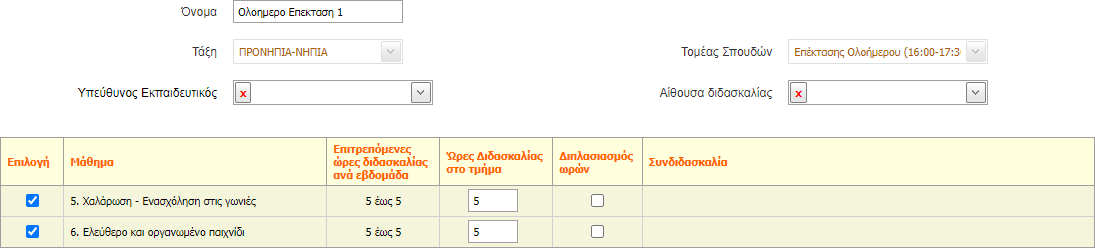 Όνομα Ολοημερο Επεκταση 1
Τάξη ΠΡΟΝΗΠΙΑ-ΝΗΠΙΑ Τομέας Σπουδών Επέκτασης Ολοήμερου (16:00-17:3
Υπεύθυνος Εκπαιδευτικός x Αίθουσα διδασκαλίας x
Επιλογή Μάθημα Επιτρεπόμενες ώρες διδασκαλίας ανά εβδομάδα Ώρες Διδασκαλίας στο τμήμα Διπλασιασμός ωρών Συνδιδασκαλία
5. Χαλάρωση - Ενασχόληση στις γωνιές 5 έως 5 5
6. Ελεύθερο και οργανωμένο παιχνίδι 5 έως 5 5